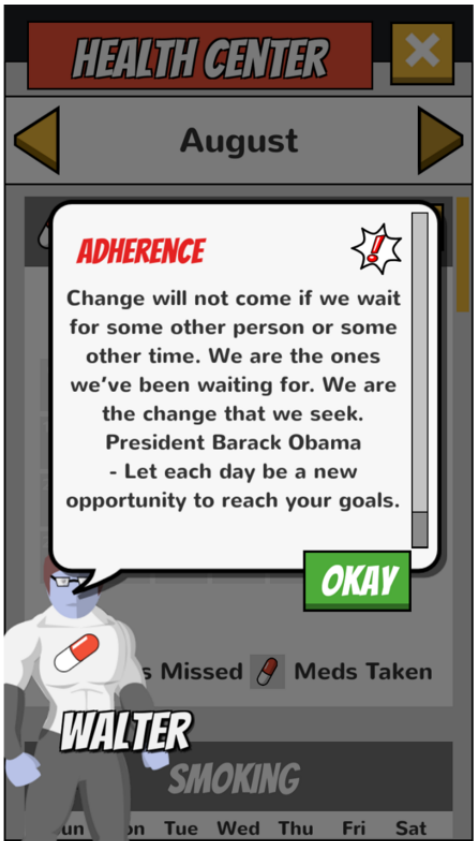 HEALTH CENTER
August
ADHERENCE
Change will not come if we wait
for some other person or some
other time. We are the ones
we've been waiting for. We are
the change that we seek.
President Barack Obama
- Let each day be a new
opportunity to reach your goals.
OKAY
Missed Meds Taken
WALTER
SMOKING
Tue Wed Thu Fri Sat